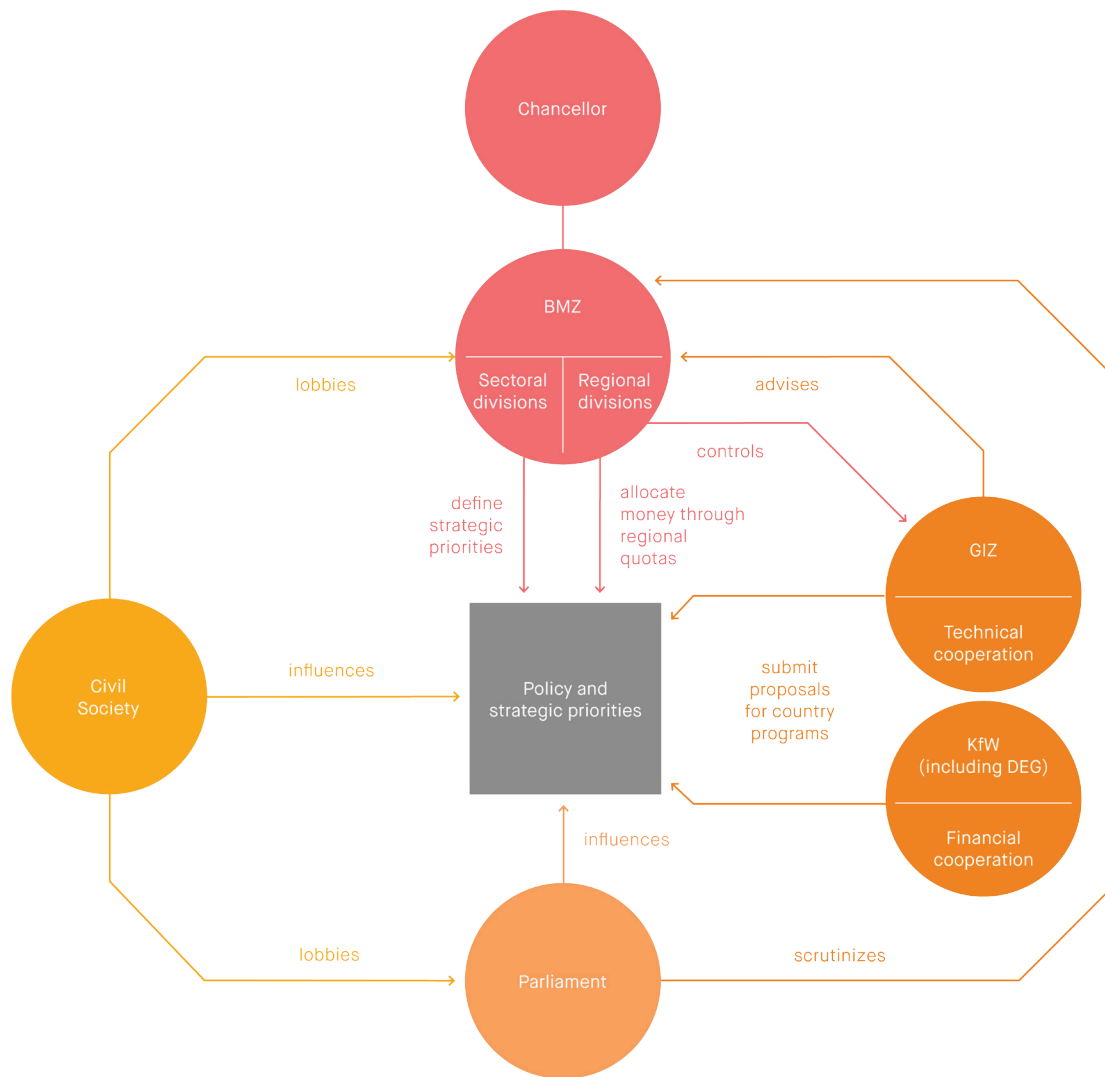 Chancellor
BMZ
Sectoral
divisions
Regional
divisions
lobbies
advises
controls
define
strategic
priorities
allocate
money through
regional
quotas
GIZ
Technical
cooperation
influences
Civil
Society
Policy and
strategic priorities
submit
proposals
for country
programs
KfW
(including DEG)
Financial
cooperation
influences
lobbies
Parliament
scrutinizes